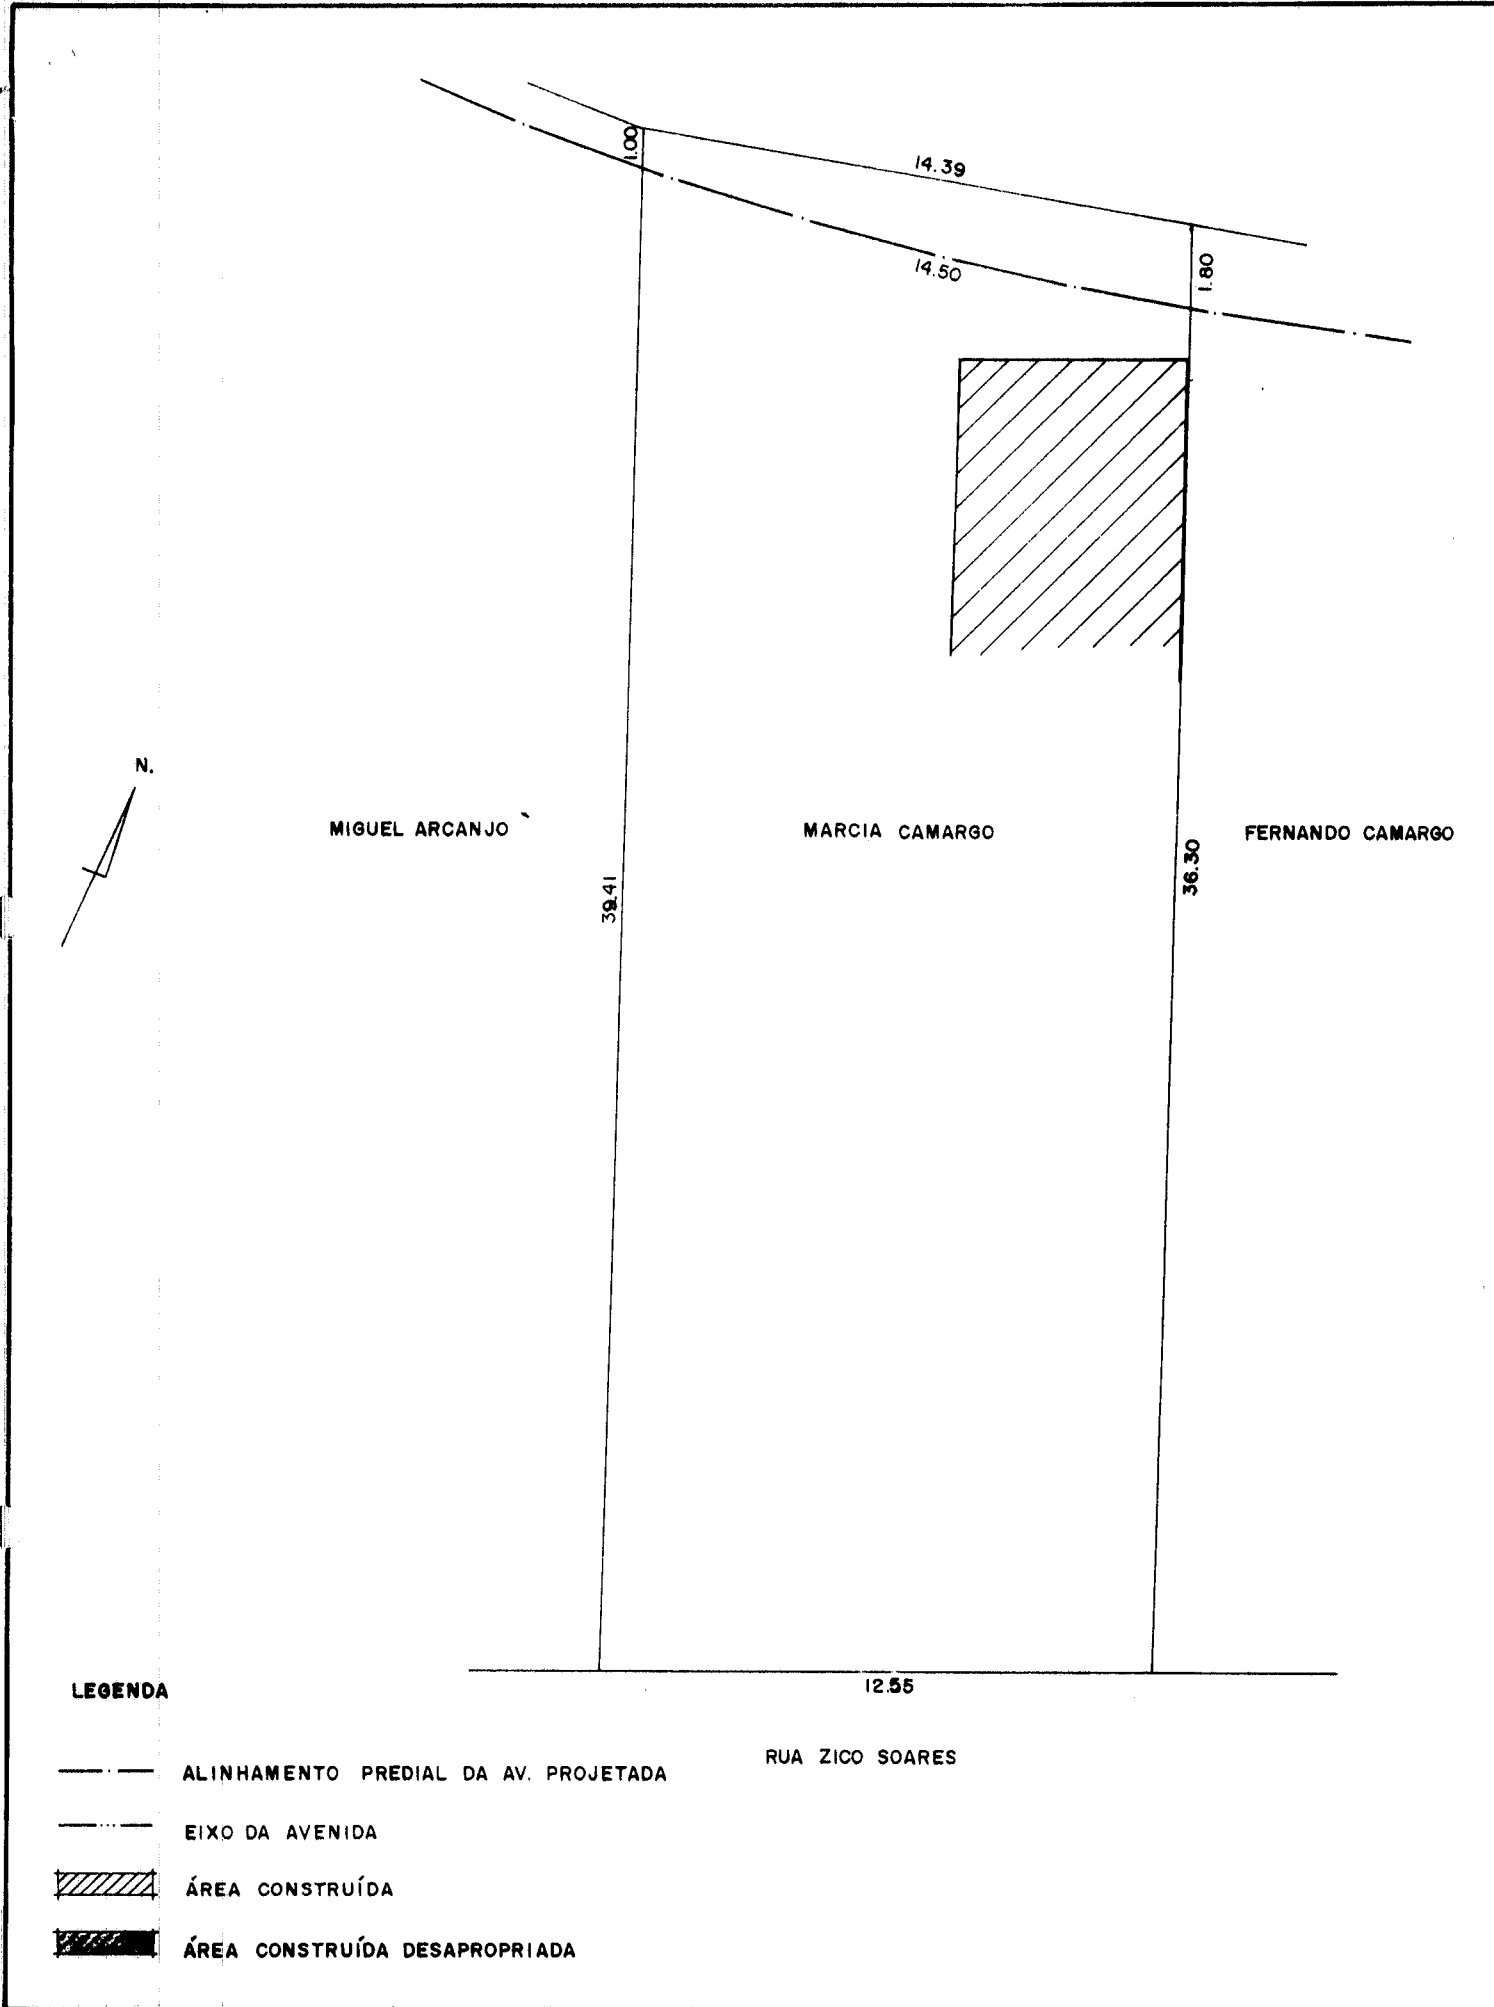 1.00
14.39
14.50
1.80
N.
MIGUEL ARCANJO
MARCIA CAMARGO
FERNANDO CAMARGO
39.41
36.30
12.55
RUA ZICO SOARES
LEGENDA
ALINHAMENTO PREDIAL DA AV. PROJETADA
EIXO DA AVENIDA
ÁREA CONSTRUÍDA
ÁREA CONSTRUÍDA DESAPROPRIADA